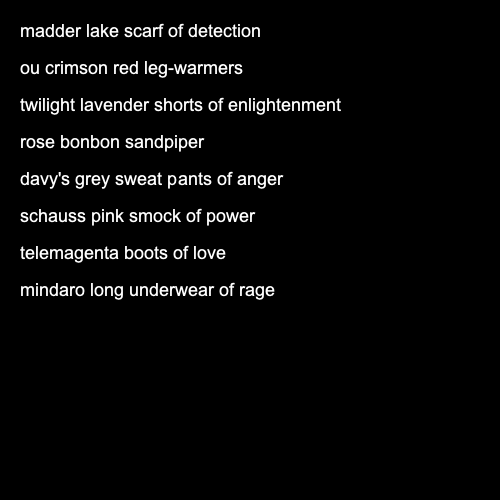 madder lake scarf of detection
ou crimson red leg-warmers
twilight lavender shorts of enlightenment
rose bonbon sandpiper
davy's grey sweat pants of anger
schauss pink smock of power
telemagenta boots of love
mindaro long underwear of rage